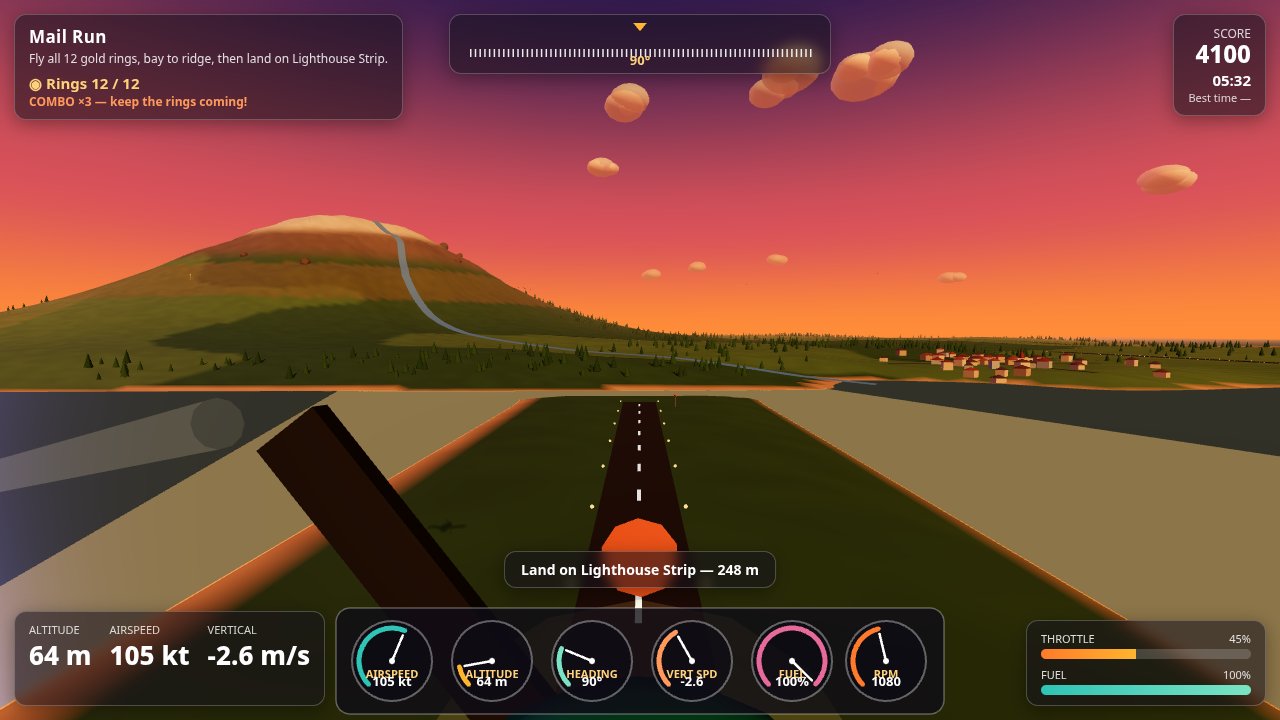 Mail Run
Fly all 12 gold rings, bay to ridge, then land on Lighthouse Strip.
◉ Rings 12 / 12
COMBO ×3 — keep the rings coming!
90°
SCORE
4100
05:32
Best time —
Land on Lighthouse Strip — 248 m
ALTITUDE AIRSPEED VERTICAL
64 m 105 kt -2.6 m/s
AIRSPEED ALTITUDE HEADING VERT SPD FUEL RPM
105 kt 64 m 90° -2.6 100% 1080
THROTTLE 45%
FUEL 100%